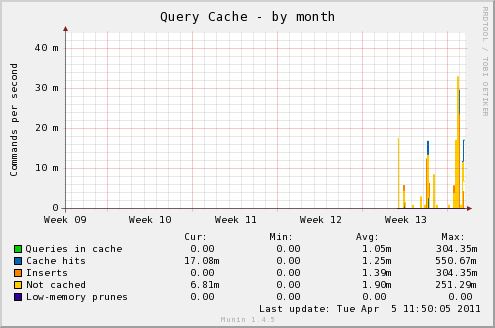 Query Cache - by month
RRDTOOL / TOBI OETIKER
Commands per second
40 m
30 m
20 m
10 m
0
Week 09 Week 10 Week 11 Week 12 Week 13
Cur: Min: Avg: Max:
Queries in cache 0.00 0.00 1.05m 304.35m
Cache hits 17.08m 0.00 1.25m 550.67m
Inserts 0.00 0.00 1.39m 304.35m
Not cached 6.81m 0.00 1.90m 251.29m
Low-memory prunes 0.00 0.00 0.00 0.00
Last update: Tue Apr 5 11:50:05 2011
Munin 1.4.5